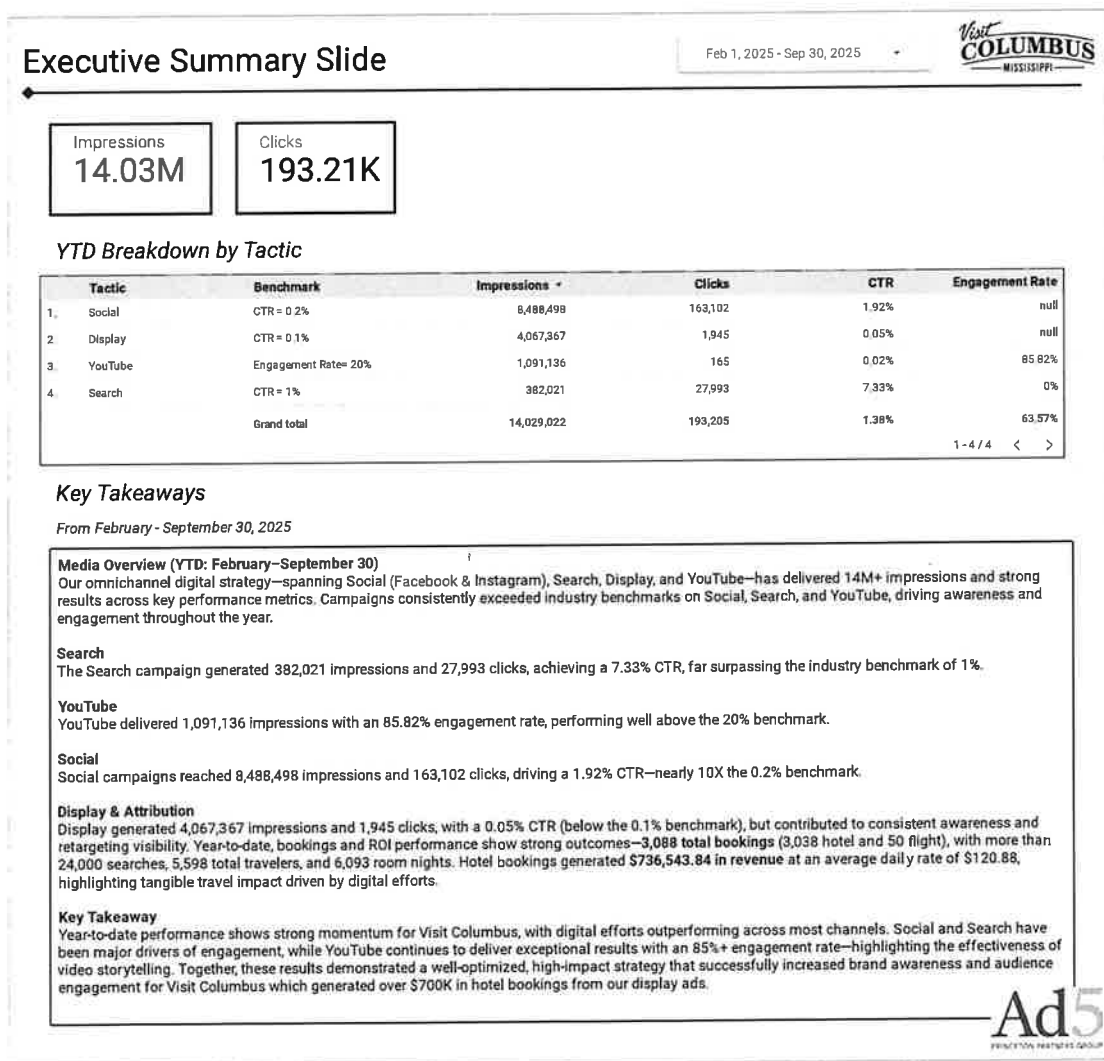 Executive Summary Slide
Feb 1, 2025 - Sep 30, 2025
Visit
COLUMBUS
MISSISSIPPI
Impressions
14.03M
Clicks
193.21K
YTD Breakdown by Tactic
Tactic Benchmark Impressions Clicks CTR Engagement Rate
1. Social CTR = 0.2% 8,488,498 163,102 1.92% null
2. Display CTR = 0.1% 4,067,367 1,945 0.05% null
3. YouTube Engagement Rate= 20% 1,091,136 165 0.02% 85.82%
4. Search CTR = 1% 382,021 27,993 7.33% 0%
Grand total 14,029,022 193,205 1.38% 63.57%
1 - 4 / 4 < >
Key Takeaways
From February - September 30, 2025
Media Overview (YTD: February–September 30)
Our omnichannel digital strategy—spanning Social (Facebook & Instagram), Search, Display, and YouTube—has delivered 14M+ impressions and strong
results across key performance metrics. Campaigns consistently exceeded industry benchmarks on Social, Search, and YouTube, driving awareness and
engagement throughout the year.
Search
The Search campaign generated 382,021 impressions and 27,993 clicks, achieving a 7.33% CTR, far surpassing the industry benchmark of 1%.
YouTube
YouTube delivered 1,091,136 impressions with an 85.82% engagement rate, performing well above the 20% benchmark.
Social
Social campaigns reached 8,488,498 impressions and 163,102 clicks, driving a 1.92% CTR—nearly 10X the 0.2% benchmark.
Display & Attribution
Display generated 4,067,367 impressions and 1,945 clicks, with a 0.05% CTR (below the 0.1% benchmark), but contributed to consistent awareness and
retargeting visibility. Year-to-date, bookings and ROI performance show strong outcomes—3,088 total bookings (3,038 hotel and 50 flight), with more than
24,000 searches, 5,598 total travelers, and 6,093 room nights. Hotel bookings generated $736,543.84 in revenue at an average daily rate of $120.88,
highlighting tangible travel impact driven by digital efforts.
Key Takeaway
Year-to-date performance shows strong momentum for Visit Columbus, with digital efforts outperforming across most channels. Social and Search have
been major drivers of engagement, while YouTube continues to deliver exceptional results with an 85%+ engagement rate—highlighting the effectiveness of
video storytelling. Together, these results demonstrated a well-optimized, high-impact strategy that successfully increased brand awareness and audience
engagement for Visit Columbus which generated over $700K in hotel bookings from our display ads.
Ad5
PRINCETON PARTNERS GROUP